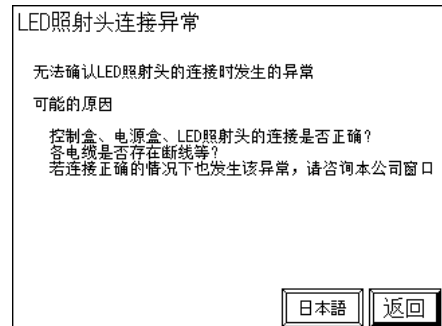 LED照射头连接异常
无法确认LED照射头的连接时发生的异常
可能的原因
控制盒、电源盒、LED照射头的连接是否正确？
各电缆是否存在断线等？
若连接正确的情况下也发生该异常，请咨询本公司窗口
日本語
返回